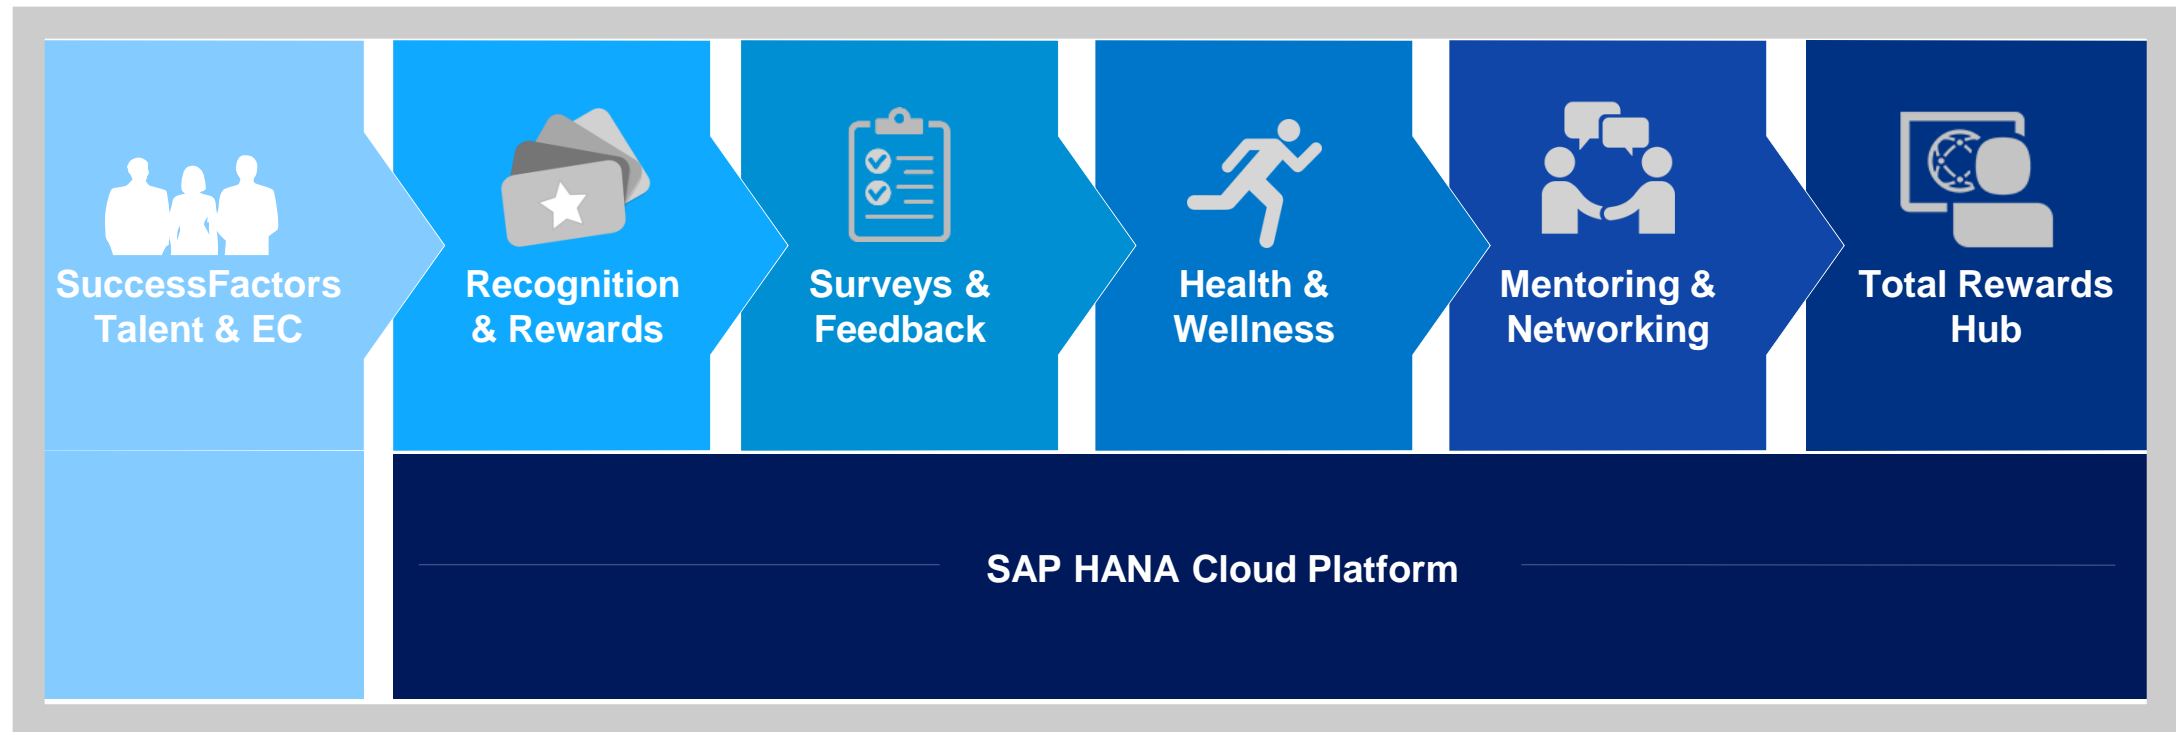 SuccessFactors
Talent & EC
Recognition
& Rewards
Surveys &
Feedback
Health &
Wellness
Mentoring &
Networking
Total Rewards
Hub
SAP HANA Cloud Platform